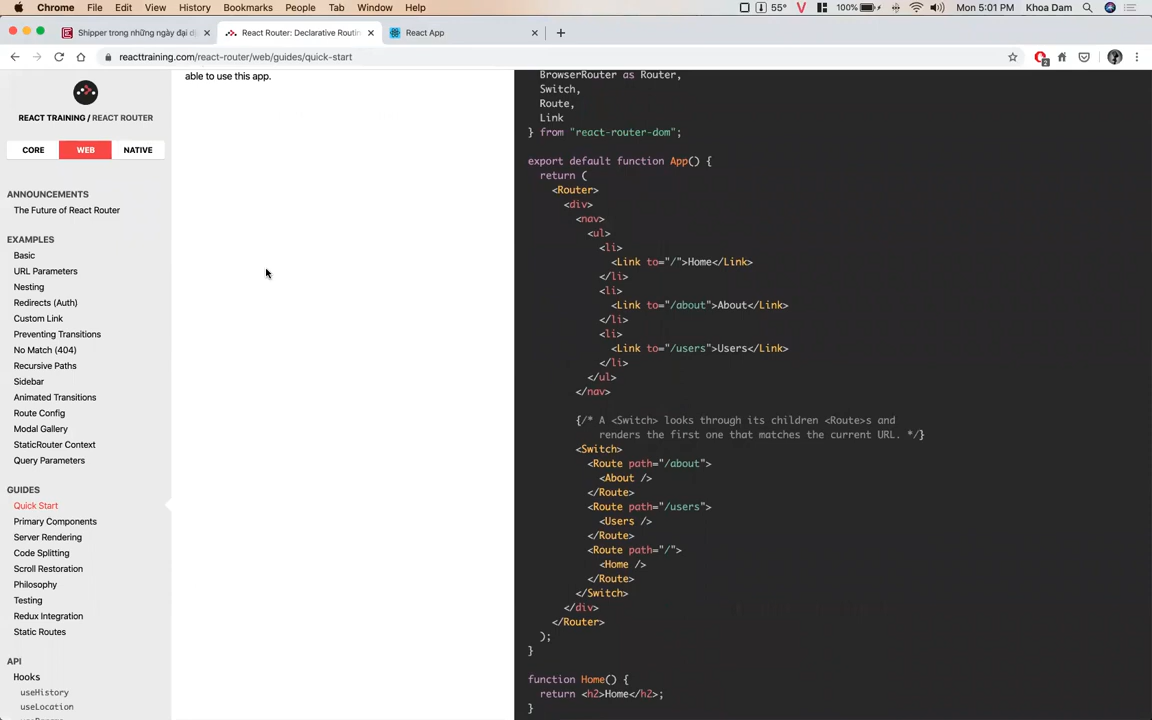 Chrome File Edit View History Bookmarks People Tab Window Help
55° 100% Mon 5:01 PM Khoa Dam
Shipper trong những ngày đại dị
React Router: Declarative Routin
React App
reacttraining.com/react-router/web/guides/quick-start
2
REACT TRAINING / REACT ROUTER
CORE WEB NATIVE
ANNOUNCEMENTS
The Future of React Router
EXAMPLES
Basic
URL Parameters
Nesting
Redirects (Auth)
Custom Link
Preventing Transitions
No Match (404)
Recursive Paths
Sidebar
Animated Transitions
Route Config
Modal Gallery
StaticRouter Context
Query Parameters
GUIDES
Quick Start
Primary Components
Server Rendering
Code Splitting
Scroll Restoration
Philosophy
Testing
Redux Integration
Static Routes
API
Hooks
useHistory
useLocation
able to use this app.
BrowserRouter as Router,
Switch,
Route,
Link
} from "react-router-dom";
export default function App() {
return (
<Router>
<div>
<nav>
<ul>
<li>
<Link to="/">Home</Link>
</li>
<li>
<Link to="/about">About</Link>
</li>
<li>
<Link to="/users">Users</Link>
</li>
</ul>
</nav>
{/* A <Switch> looks through its children <Route>s and
renders the first one that matches the current URL. */}
<Switch>
<Route path="/about">
<About />
</Route>
<Route path="/users">
<Users />
</Route>
<Route path="/">
<Home />
</Route>
</Switch>
</div>
</Router>
);
}
function Home() {
return <h2>Home</h2>;
}